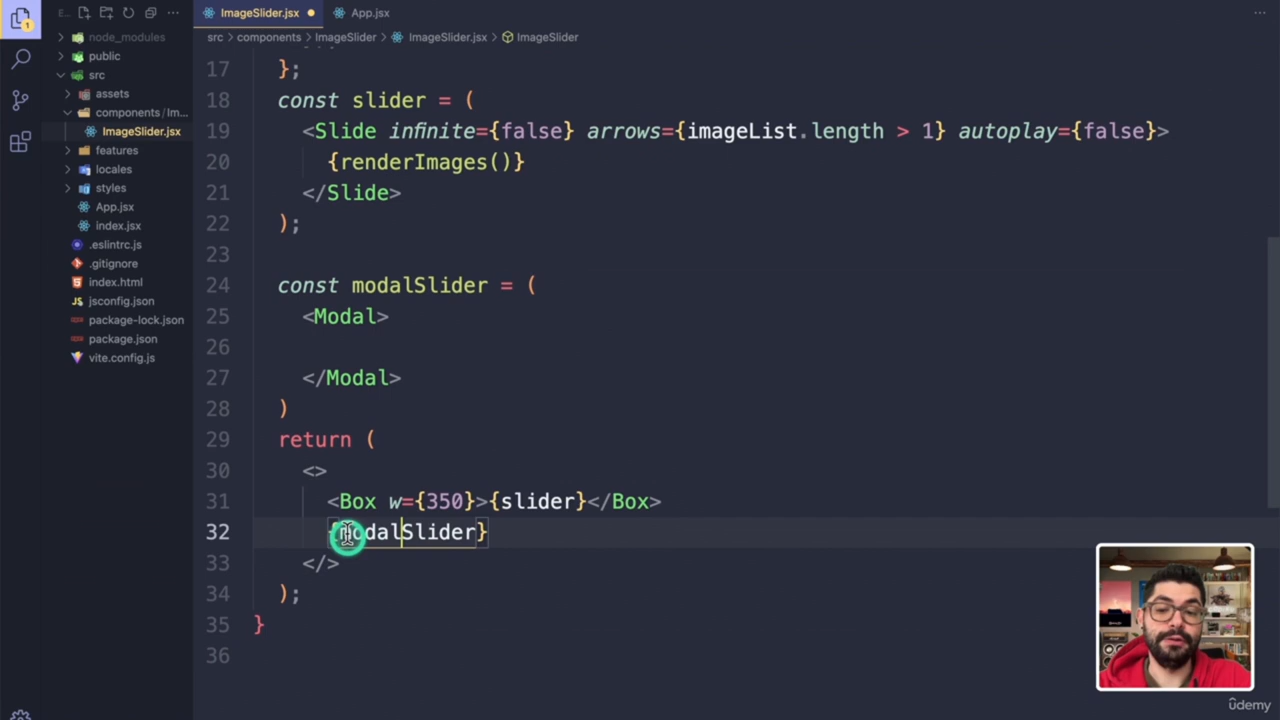 1
E...
ImageSlider.jsx
App.jsx
src > components > ImageSlider > ImageSlider.jsx > ImageSlider
node_modules
public
src
assets
components / Im...
ImageSlider.jsx
features
locales
styles
App.jsx
index.jsx
.eslintrc.js
.gitignore
index.html
jsconfig.json
package-lock.json
package.json
vite.config.js
17 };
18 const slider = (
19 <Slide infinite={false} arrows={imageList.length > 1} autoplay={false}>
20 {renderImages()}
21 </Slide>
22 );
23
24 const modalSlider = (
25 <Modal>
26
27 </Modal>
28 )
29 return (
30 <>
31 <Box w={350}>{slider}</Box>
32 {modalSlider}
33 </>
34 );
35 }
36
ûdemy